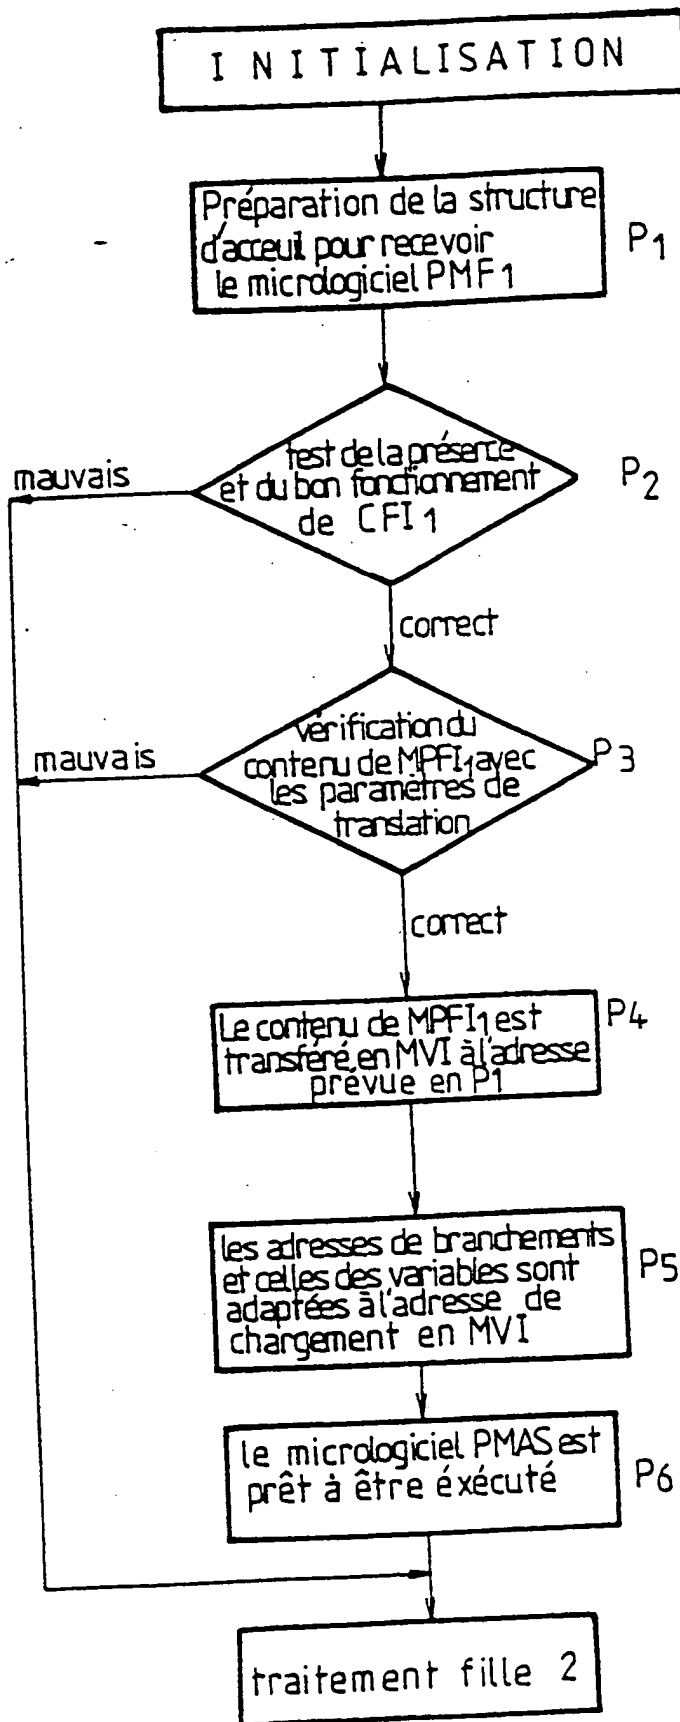 INITIALISATION
Préparation de la structure
d'acceuil pour recevoir
le micrologiciel PMF1
P1
test de la présence
et du bon fonctionnement
de CFI1
P2
mauvais
correct
vérification du
contenu de MPFI1 avec
les paramètres de
translation
P3
mauvais
correct
Le contenu de MPFI1 est
transféré en MVI à l'adresse
prévue en P1
P4
les adresses de branchements
et celles des variables sont
adaptées à l'adresse de
chargement en MVI
P5
le micrologiciel PMAS est
prêt à être éxécuté
P6
traitement fille 2